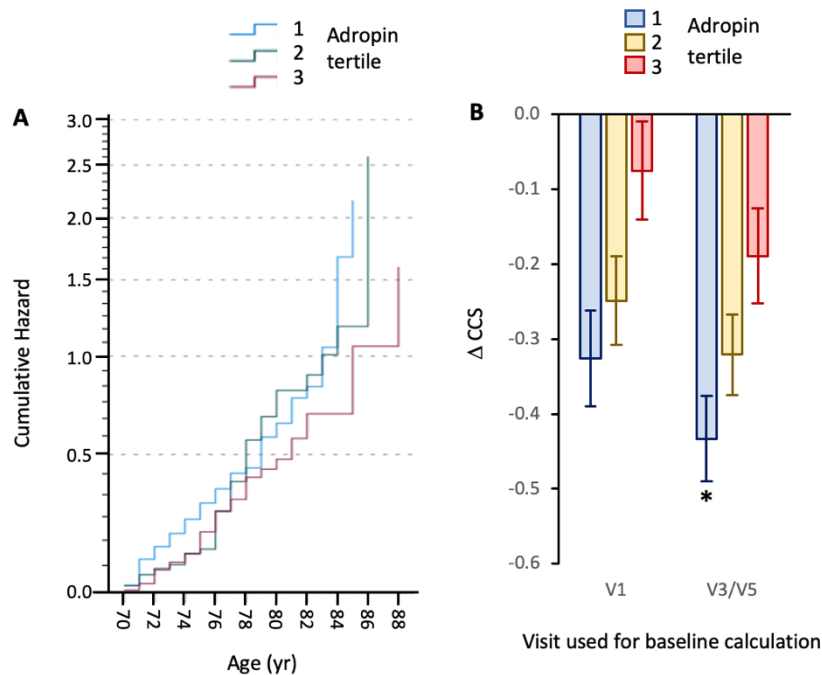 1 Adropin
2 tertile
3
A
3.0
2.5
2.0
1.5
1.0
0.5
0.0
Cumulative Hazard
70 72 74 76 78 80 82 84 86 88
Age (yr)
1 Adropin
2 tertile
3
B
0.0
-0.1
-0.2
-0.3
-0.4
-0.5
-0.6
Δ CCS
*
V1 V3/V5
Visit used for baseline calculation